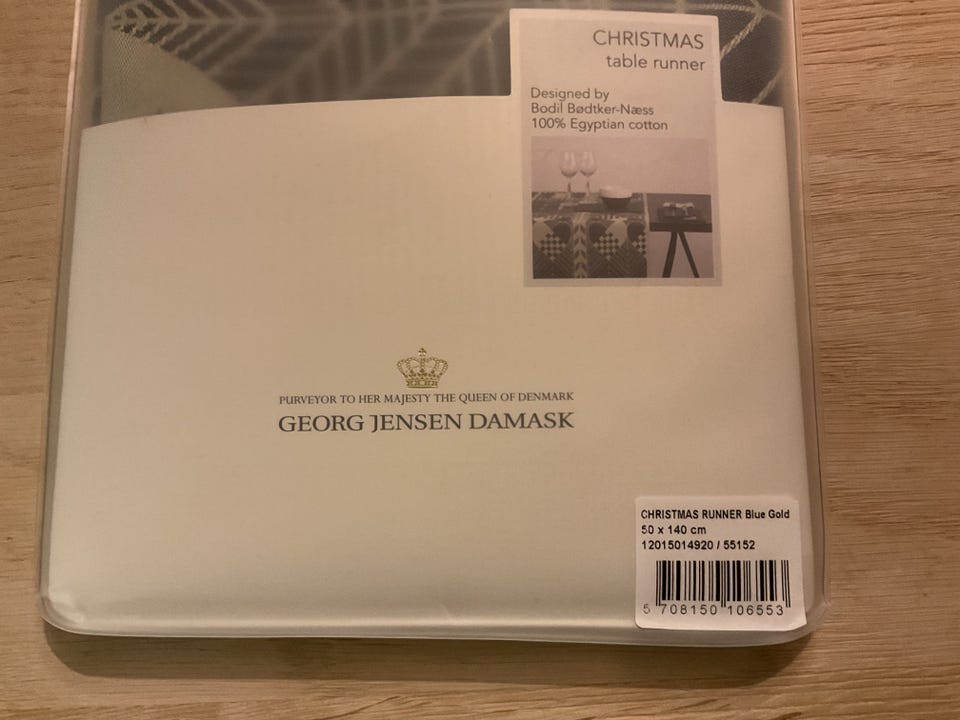 CHRISTMAS
table runner
Designed by
Bodil Bødtker-Næss
100% Egyptian cotton
PURVEYOR TO HER MAJESTY THE QUEEN OF DENMARK
GEORG JENSEN DAMASK
CHRISTMAS RUNNER Blue Gold
50 x 140 cm
12015014920 / 55152
5 708150 106553